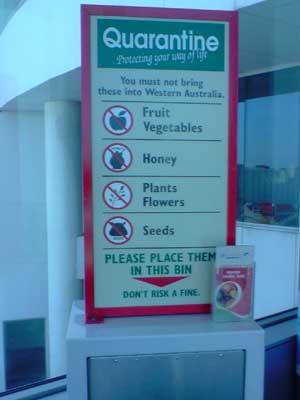 Quarantine
Protecting your way of life
You must not bring
these into Western Australia.
Fruit
Vegetables
Honey
Plants
Flowers
Seeds
PLEASE PLACE THEM
IN THIS BIN
DON'T RISK A FINE.